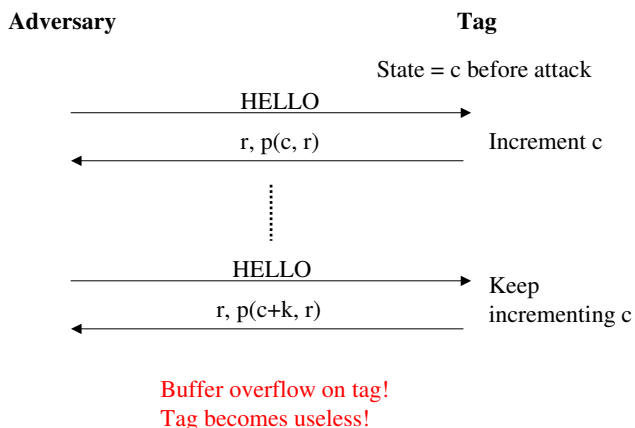 Adversary
Tag
State = c before attack
HELLO
r, p(c, r)
Increment c
HELLO
r, p(c+k, r)
Keep
incrementing c
Buffer overflow on tag!
Tag becomes useless!